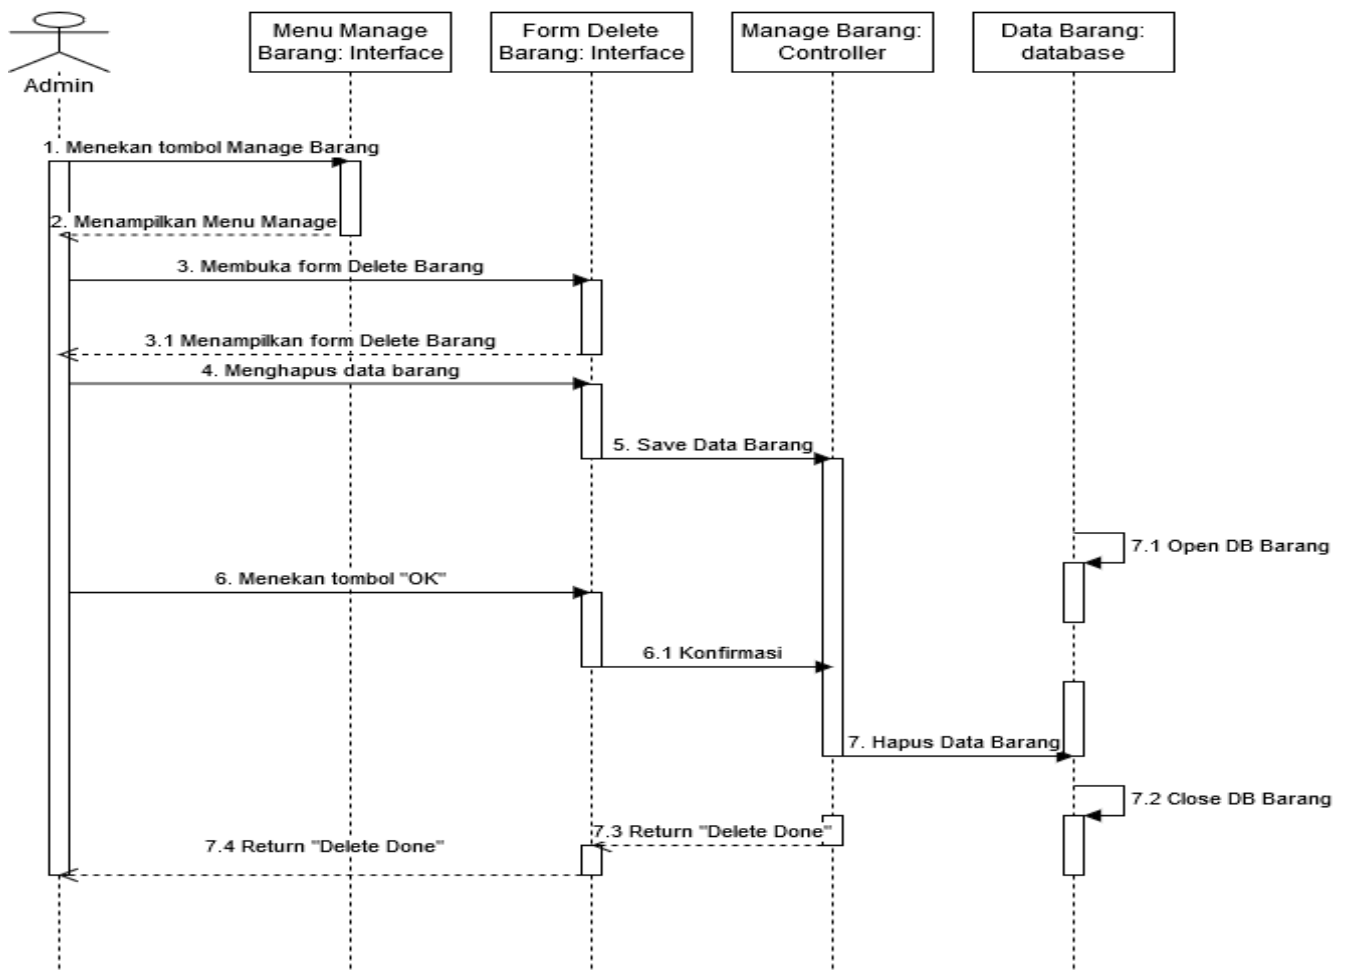 Menu Manage
Barang: Interface
Form Delete
Barang: Interface
Manage Barang:
Controller
Data Barang:
database
Admin
1. Menekan tombol Manage Barang
2. Menampilkan Menu Manage
3. Membuka form Delete Barang
3.1 Menampilkan form Delete Barang
4. Menghapus data barang
5. Save Data Barang
7.1 Open DB Barang
6. Menekan tombol "OK"
6.1 Konfirmasi
7. Hapus Data Barang
7.2 Close DB Barang
7.3 Return "Delete Done"
7.4 Return "Delete Done"